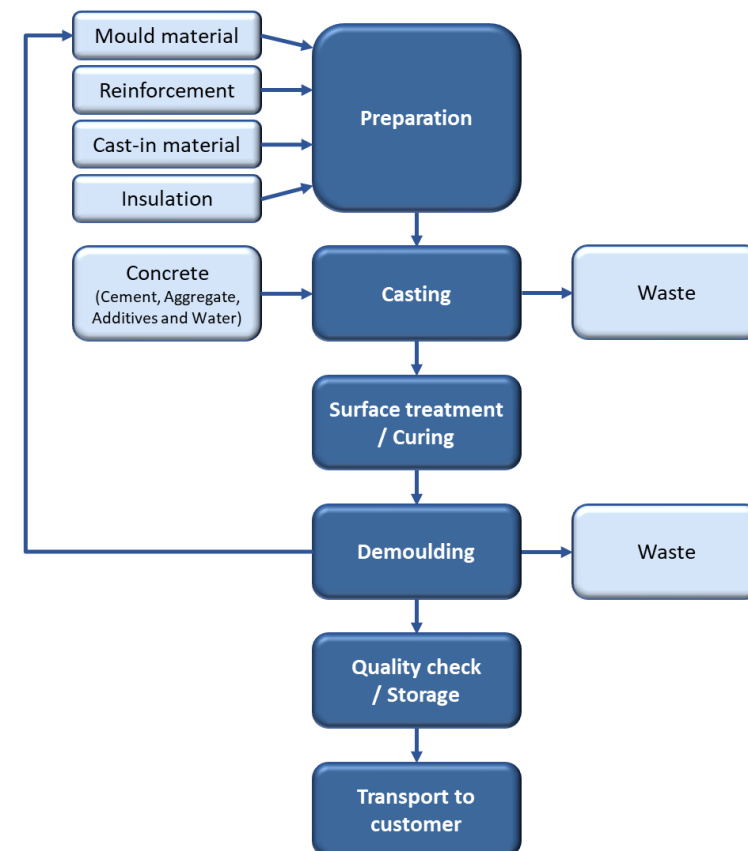 Mould material
Reinforcement
Cast-in material
Insulation
Preparation
Concrete
(Cement, Aggregate,
Additives and Water)
Casting
Waste
Surface treatment
/ Curing
Demoulding
Waste
Quality check
/ Storage
Transport to
customer